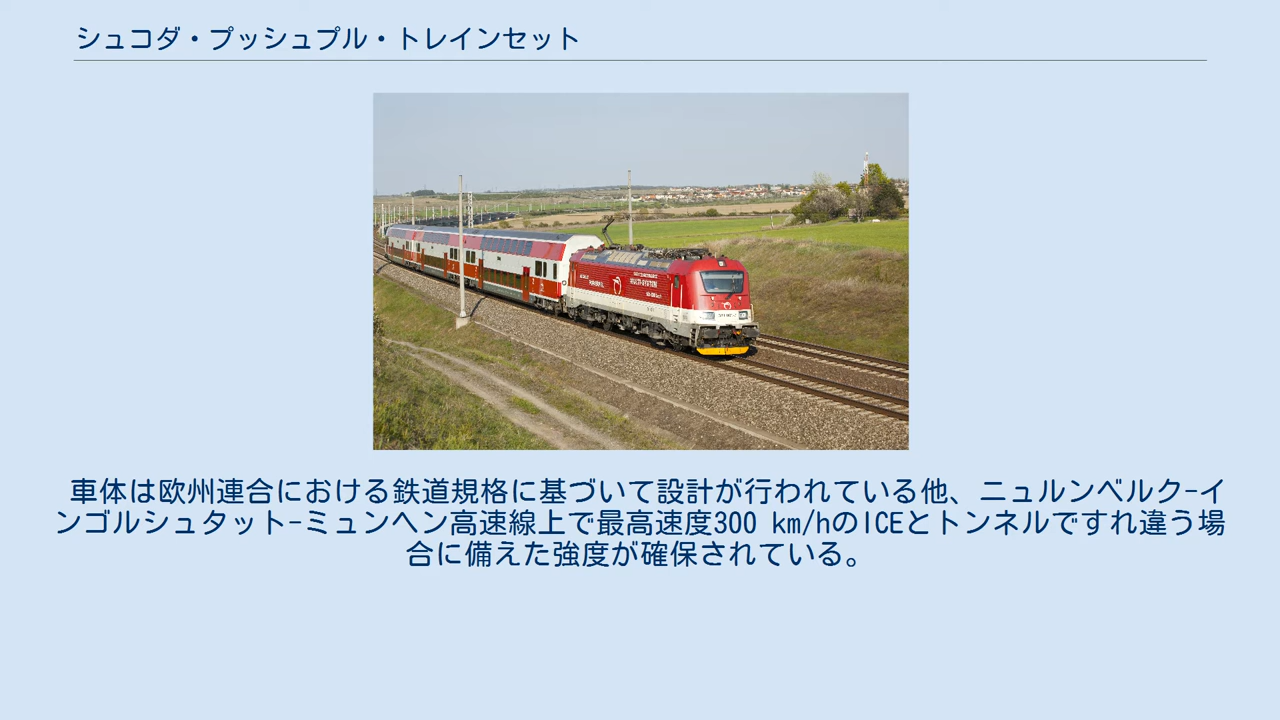 シュコダ・プッシュプル・トレインセット
車体は欧州連合における鉄道規格に基づいて設計が行われている他、ニュルンベルク-イ
ンゴルシュタット-ミュンヘン高速線上で最高速度300 km/hのICEとトンネルですれ違う場
合に備えた強度が確保されている。